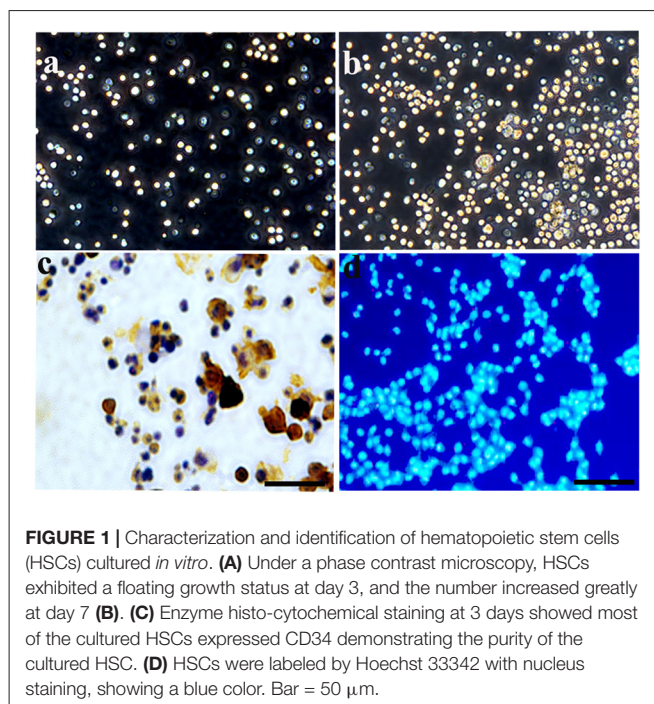 a
b
c
d
FIGURE 1 | Characterization and identification of hematopoietic stem cells
(HSCs) cultured in vitro. (A) Under a phase contrast microscopy, HSCs
exhibited a floating growth status at day 3, and the number increased greatly
at day 7 (B). (C) Enzyme histo-cytochemical staining at 3 days showed most
of the cultured HSCs expressed CD34 demonstrating the purity of the
cultured HSC. (D) HSCs were labeled by Hoechst 33342 with nucleus
staining, showing a blue color. Bar = 50 μm.